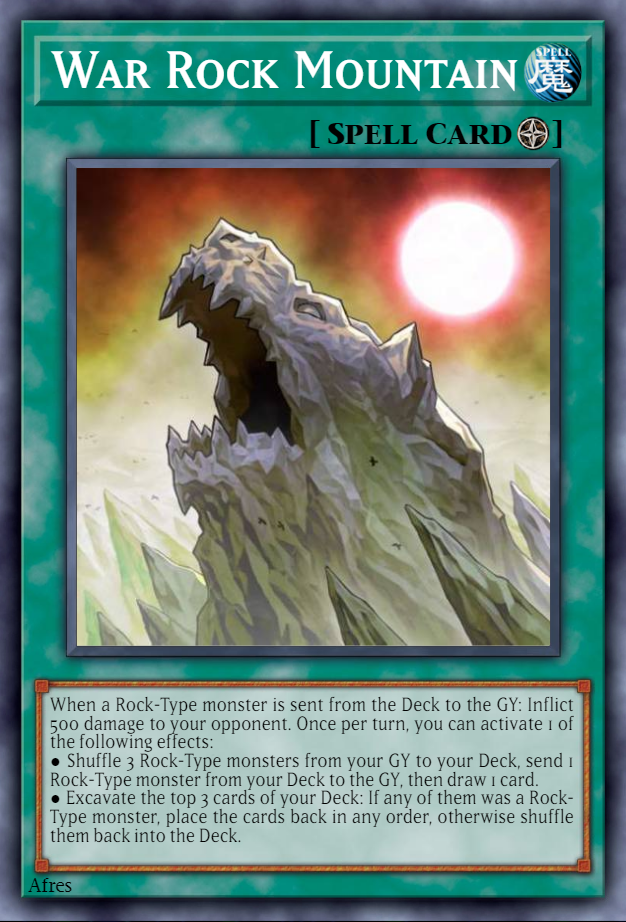 War Rock Mountain
SPELL
魔
[ Spell Card ]
When a Rock-Type monster is sent from the Deck to the GY: Inflict
500 damage to your opponent. Once per turn, you can activate 1 of
the following effects:
● Shuffle 3 Rock-Type monsters from your GY to your Deck, send 1
Rock-Type monster from your Deck to the GY, then draw 1 card.
● Excavate the top 3 cards of your Deck: If any of them was a Rock-
Type monster, place the cards back in any order, otherwise shuffle
them back into the Deck.
Afres